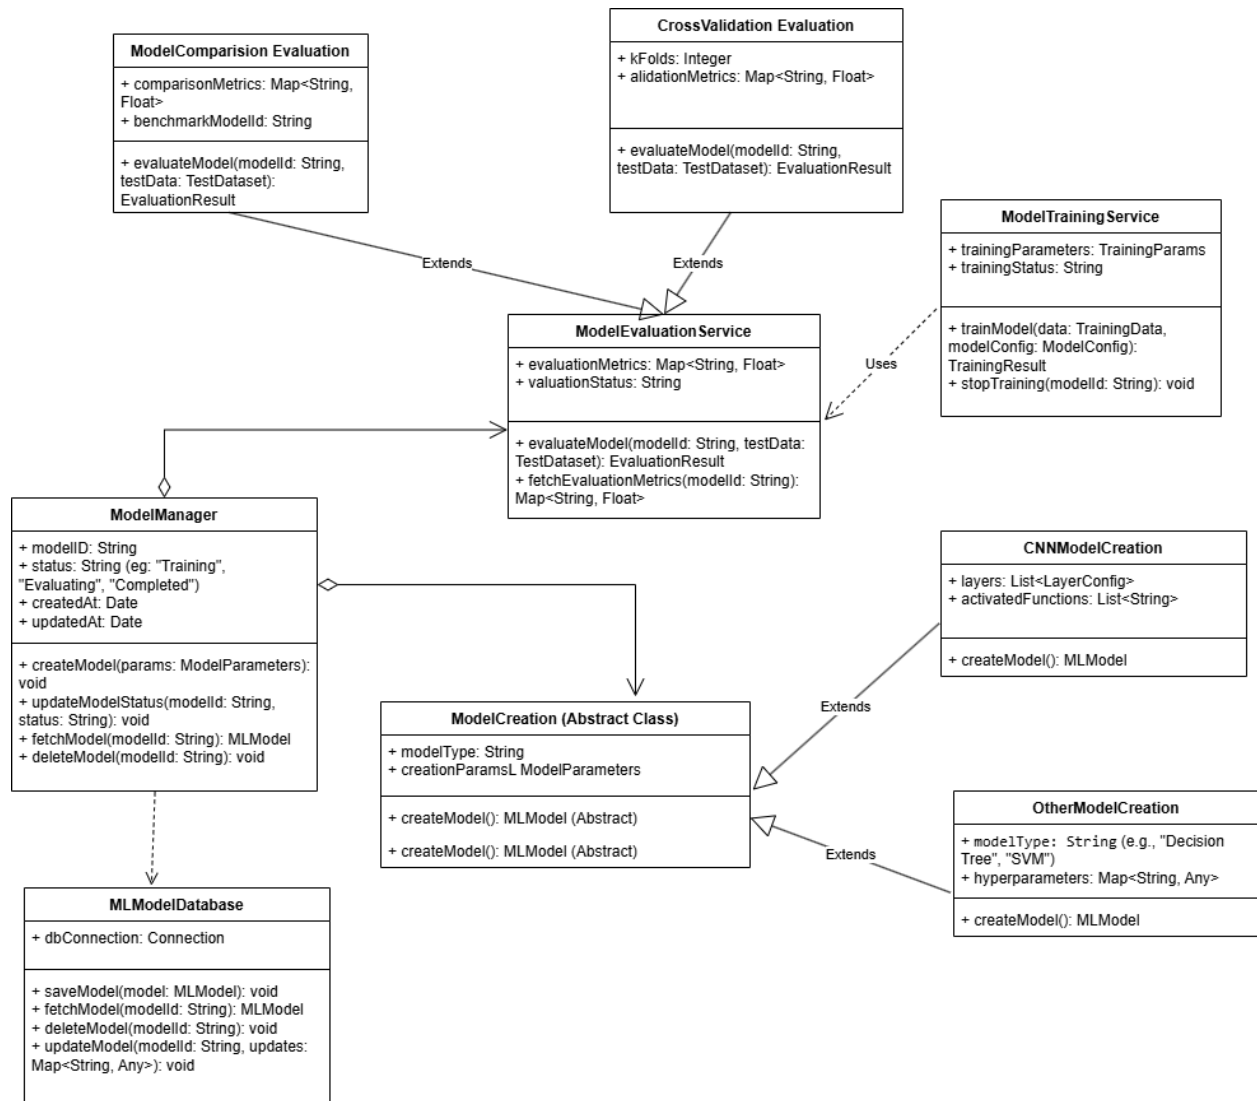 ModelComparision Evaluation
+ comparisonMetrics: Map<String,
Float>
+ benchmarkModelId: String
+ evaluateModel(modelId: String,
testData: TestDataset):
EvaluationResult
CrossValidation Evaluation
+ kFolds: Integer
+ alidationMetrics: Map<String, Float>
+ evaluateModel(modelId: String,
testData: TestDataset): EvaluationResult
Extends
Extends
ModelTrainingService
+ trainingParameters: TrainingParams
+ trainingStatus: String
+ trainModel(data: TrainingData,
modelConfig: ModelConfig):
TrainingResult
+ stopTraining(modelId: String): void
Uses
ModelEvaluationService
+ evaluationMetrics: Map<String, Float>
+ valuationStatus: String
+ evaluateModel(modelId: String, testData:
TestDataset): EvaluationResult
+ fetchEvaluationMetrics(modelId: String):
Map<String, Float>
ModelManager
+ modelID: String
+ status: String (eg: "Training",
"Evaluating", "Completed")
+ createdAt: Date
+ updatedAt: Date
+ createModel(params: ModelParameters):
void
+ updateModelStatus(modelId: String,
status: String): void
+ fetchModel(modelId: String): MLModel
+ deleteModel(modelId: String): void
CNNModelCreation
+ layers: List<LayerConfig>
+ activatedFunctions: List<String>
+ createModel(): MLModel
Extends
ModelCreation (Abstract Class)
+ modelType: String
+ creationParamsL ModelParameters
+ createModel(): MLModel (Abstract)
+ createModel(): MLModel (Abstract)
Extends
OtherModelCreation
+ modelType: String (e.g., "Decision
Tree", "SVM")
+ hyperparameters: Map<String, Any>
+ createModel(): MLModel
MLModelDatabase
+ dbConnection: Connection
+ saveModel(model: MLModel): void
+ fetchModel(modelId: String): MLModel
+ deleteModel(modelId: String): void
+ updateModel(modelId: String, updates:
Map<String, Any>): void